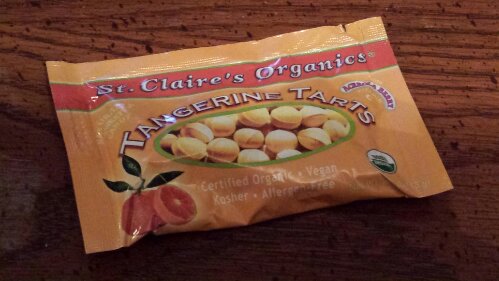 St. Claire's Organics®
TANGERINE TARTS
Certified Organic • Vegan
Kosher • Allergen-Free